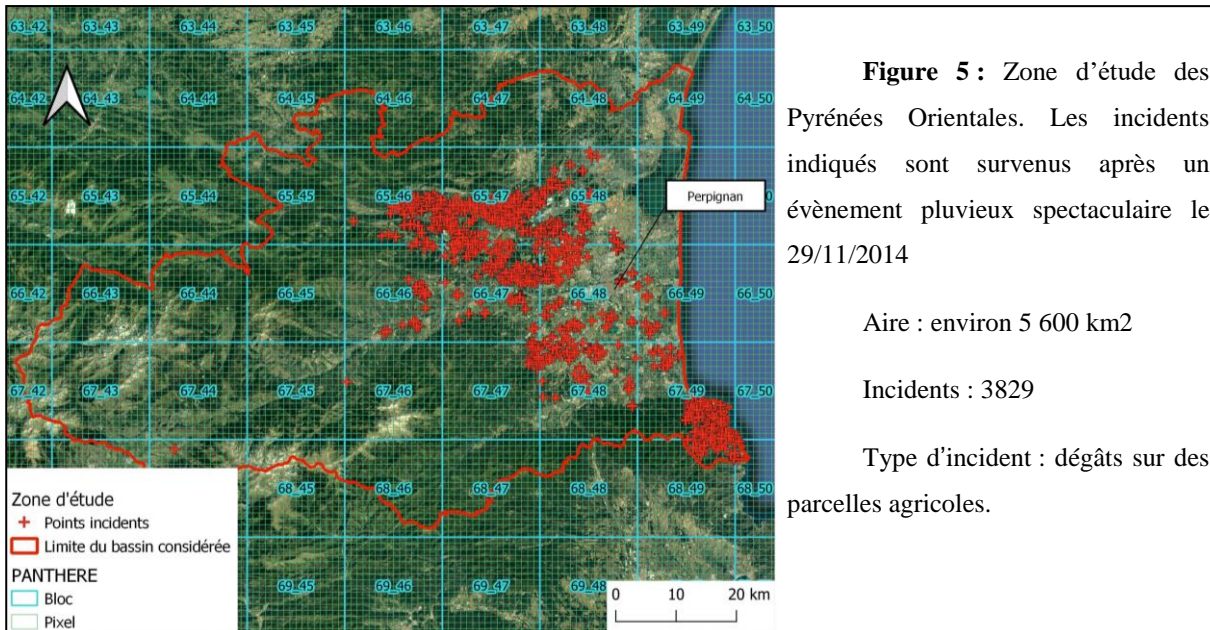 63_42 63_43 63_44 63_45 63_46 63_47 63_48 63_49 63_50
64_42 64_43 64_44 64_45 64_46 64_47 64_48 64_49 64_50
65_42 65_43 65_44 65_45 65_46 65_47 65_48
Perpignan
66_42 66_43 66_44 66_45 66_46 66_47 66_48 66_49 66_50
67_42 67_43 67_44 67_45 67_46 67_47 67_48 67_49 67_50
68_45 68_46 68_47 68_48 68_49 68_50
69_45 69_46 69_47 69_48
Zone d'étude
Points incidents
Limite du bassin considérée
PANTHERE
Bloc
Pixel
0 10 20 km
Figure 5 : Zone d’étude des
Pyrénées Orientales. Les incidents
indiqués sont survenus après un
évènement pluvieux spectaculaire le
29/11/2014
Aire : environ 5 600 km2
Incidents : 3829
Type d’incident : dégâts sur des
parcelles agricoles.